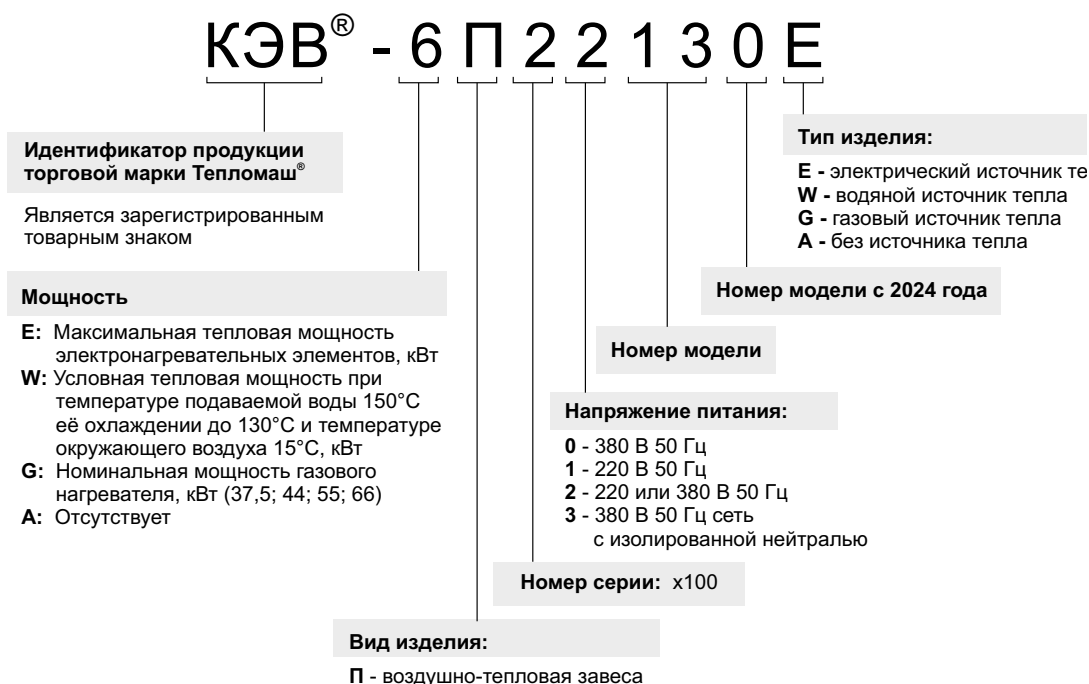 КЭВ® - 6 П 2 2 1 3 0 Е
Идентификатор продукции
торговой марки Тепломаш®
Является зарегистрированным
товарным знаком
Мощность
Е: Максимальная тепловая мощность
электронагревательных элементов, кВт
W: Условная тепловая мощность при
температуре подаваемой воды 150°С
её охлаждении до 130°С и температуре
окружающего воздуха 15°С, кВт
G: Номинальная мощность газового
нагревателя, кВт (37,5; 44; 55; 66)
А: Отсутствует
Тип изделия:
Е - электрический источник те
W - водяной источник тепла
G - газовый источник тепла
А - без источника тепла
Номер модели с 2024 года
Номер модели
Напряжение питания:
0 - 380 В 50 Гц
1 - 220 В 50 Гц
2 - 220 или 380 В 50 Гц
3 - 380 В 50 Гц сеть
с изолированной нейтралью
Номер серии: х100
Вид изделия:
П - воздушно-тепловая завеса